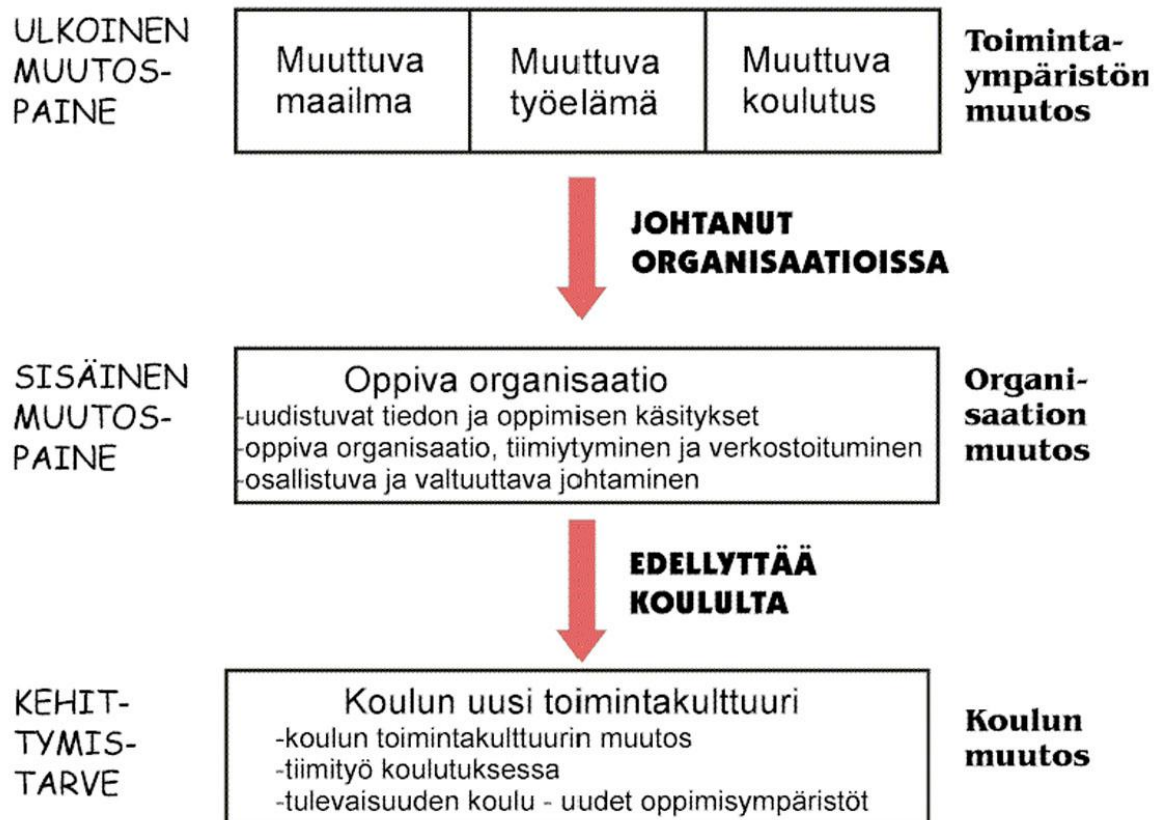 ULKOINEN
MUUTOS-
PAINE
Muuttuva
maailma
Muuttuva
työelämä
Muuttuva
koulutus
Toiminta-
ympäristön
muutos
JOHTANUT
ORGANISAATIOISSA
SISÄINEN
MUUTOS-
PAINE
Oppiva organisaatio
-uudistuvat tiedon ja oppimisen käsitykset
-oppiva organisaatio, tiimiytyminen ja verkostoituminen
-osallistuva ja valtuuttava johtaminen
Organi-
saation
muutos
EDELLYTTÄÄ
KOULULTA
KEHIT-
TYMIS-
TARVE
Koulun uusi toimintakulttuuri
-koulun toimintakulttuurin muutos
-tiimityö koulutuksessa
-tulevaisuuden koulu - uudet oppimisympäristöt
Koulun
muutos